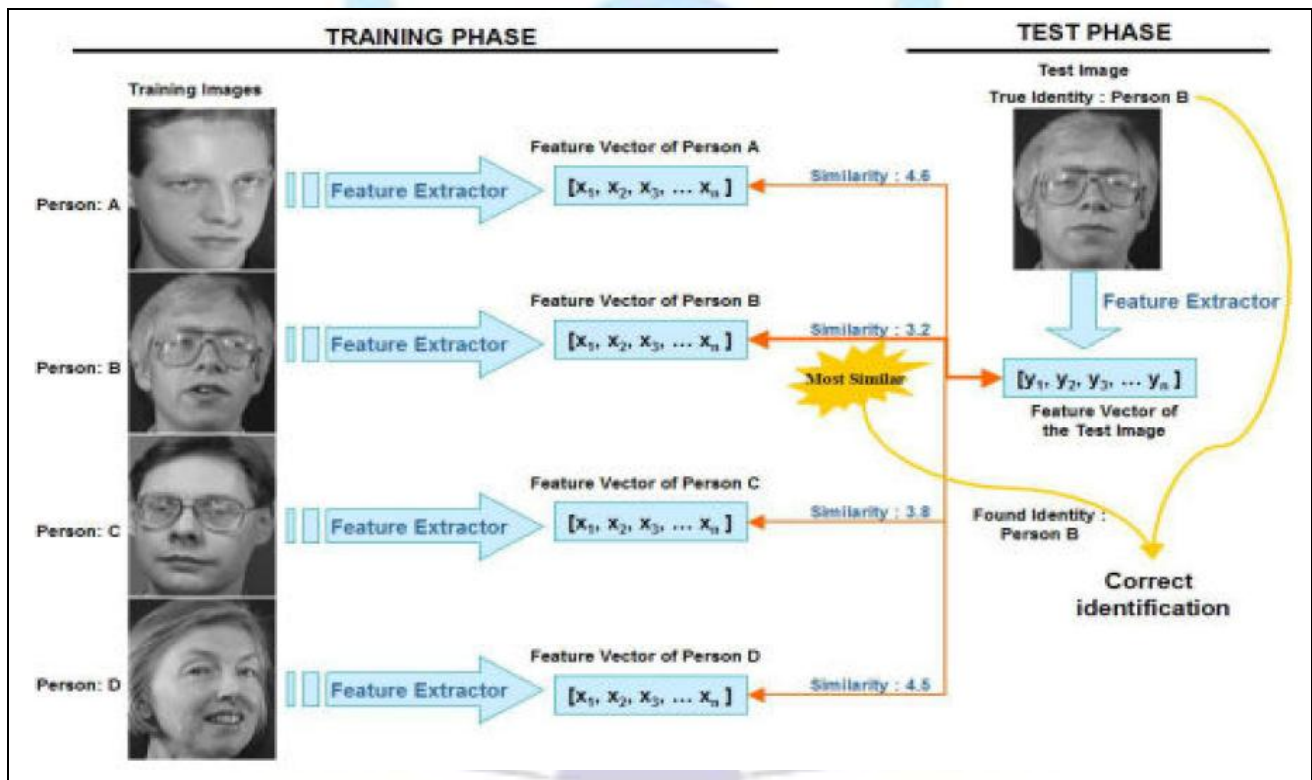 TRAINING PHASE
TEST PHASE
Training Images
Test Image
True Identity : Person B
Person: A
Feature Extractor
Feature Vector of Person A
[x₁, x₂, x₃, ... xₙ ]
Similarity : 4.6
Feature Extractor
Person: B
Feature Extractor
Feature Vector of Person B
[x₁, x₂, x₃, ... xₙ ]
Similarity : 3.2
Most Similar
[y₁, y₂, y₃, ... yₙ ]
Feature Vector of
the Test Image
Person: C
Feature Extractor
Feature Vector of Person C
[x₁, x₂, x₃, ... xₙ ]
Similarity : 3.8
Found Identity :
Person B
Correct
identification
Person: D
Feature Extractor
Feature Vector of Person D
[x₁, x₂, x₃, ... xₙ ]
Similarity : 4.5